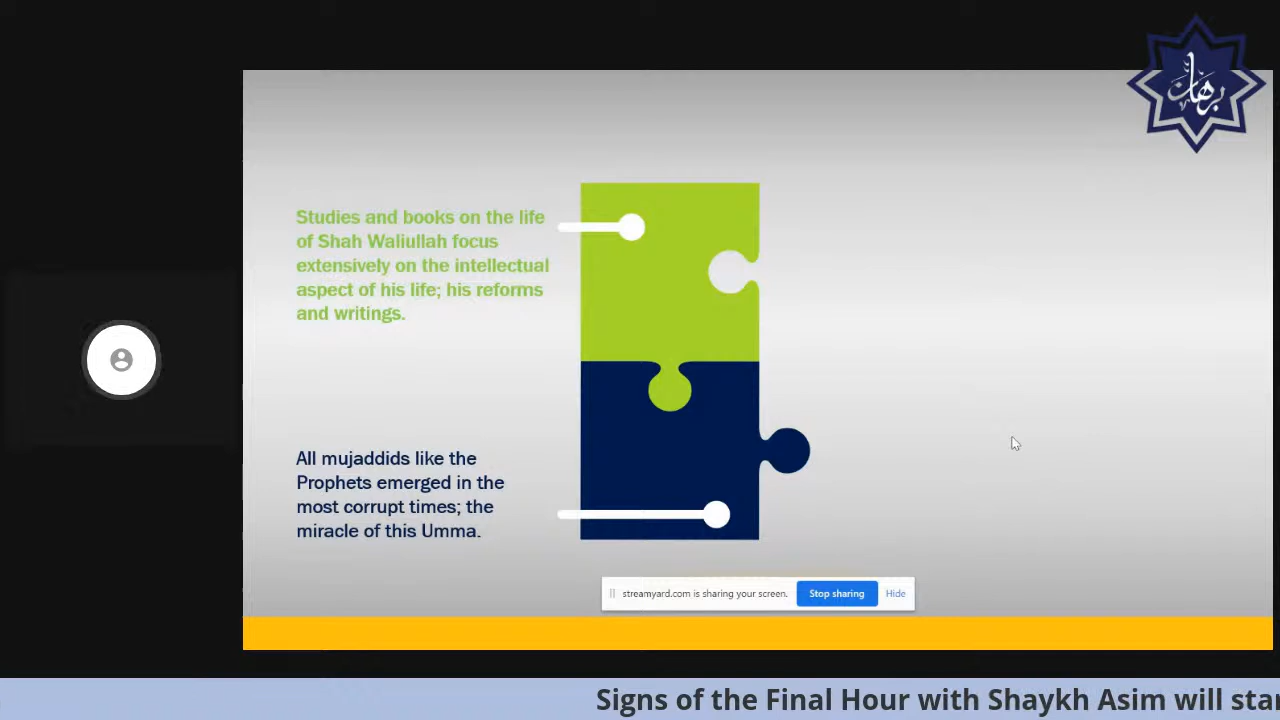 برهان
Studies and books on the life
of Shah Waliullah focus
extensively on the intellectual
aspect of his life; his reforms
and writings.
All mujaddids like the
Prophets emerged in the
most corrupt times; the
miracle of this Umma.
streamyard.com is sharing your screen.
Stop sharing
Hide
Signs of the Final Hour with Shaykh Asim will